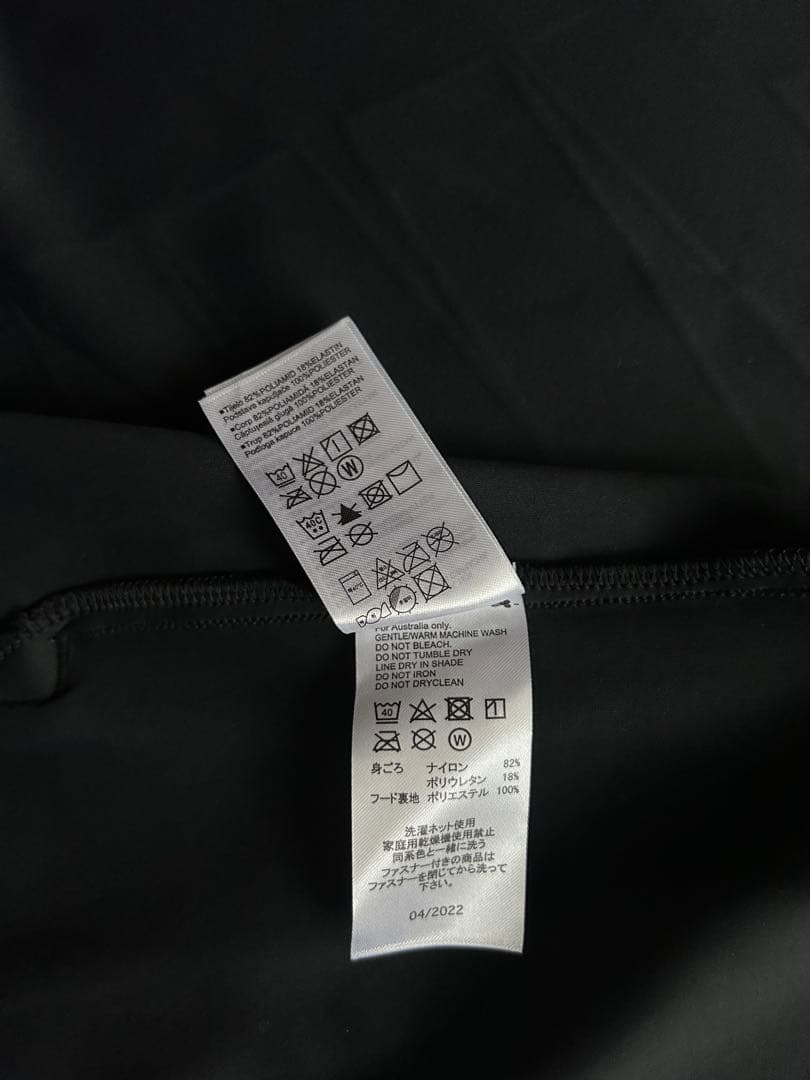 ■Tijelo 82%POLIAMID 18%ELASTIN
Podstava kapuljače 100%POLIESTER
■Corp 82%POLIAMIDĂ 18%ELASTAN
Căptuşeală glugă 100%POLIESTER
■Trup 82%POLIAMID 18%ELASTAN
Podloga kapuce 100%POLIESTER
40
W
40C
For Australia only.
GENTLE/WARM MACHINE WASH
DO NOT BLEACH.
DO NOT TUMBLE DRY
LINE DRY IN SHADE
DO NOT IRON
DO NOT DRYCLEAN
40
W
身ごろ ナイロン 82%
ポリウレタン 18%
フード裏地 ポリエステル 100%
洗濯ネット使用
家庭用乾燥機使用禁止
同系色と一緒に洗う
ファスナー付きの商品は
ファスナーを閉じてから洗って
下さい。
04/2022